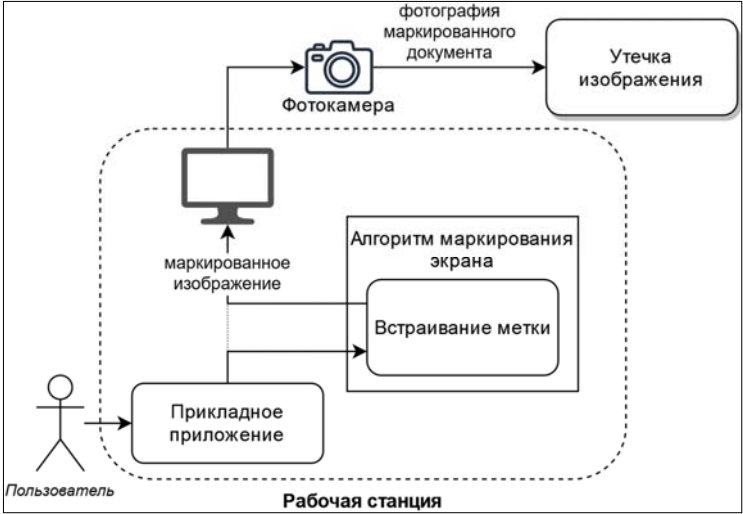 фотография
маркированного
документа
Утечка
изображения
Фотокамера
Алгоритм маркирования
экрана
маркированное
изображение
Встраивание метки
Прикладное
приложение
Пользователь
Рабочая станция